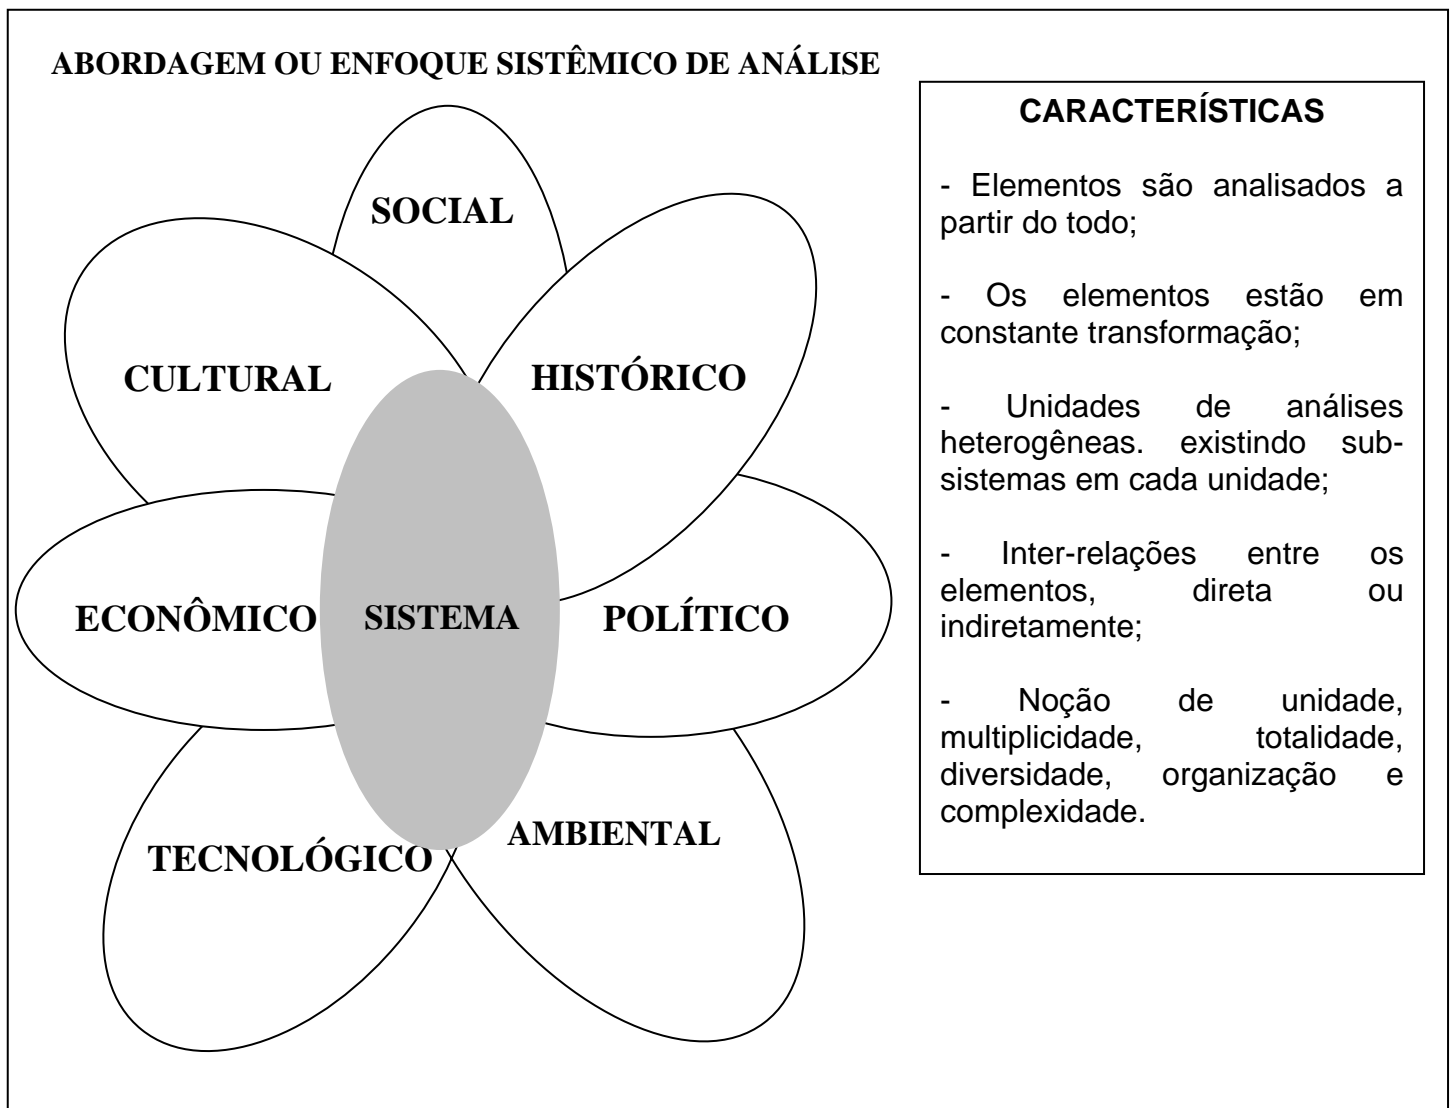 ABORDAGEM OU ENFOQUE SISTÊMICO DE ANÁLISE
SOCIAL
CULTURAL
HISTÓRICO
ECONÔMICO
SISTEMA
POLÍTICO
TECNOLÓGICO
AMBIENTAL
CARACTERÍSTICAS
- Elementos são analisados a
partir do todo;
- Os elementos estão em
constante transformação;
- Unidades de análises
heterogêneas. existindo sub-
sistemas em cada unidade;
- Inter-relações entre os
elementos, direta ou
indiretamente;
- Noção de unidade,
multiplicidade, totalidade,
diversidade, organização e
complexidade.